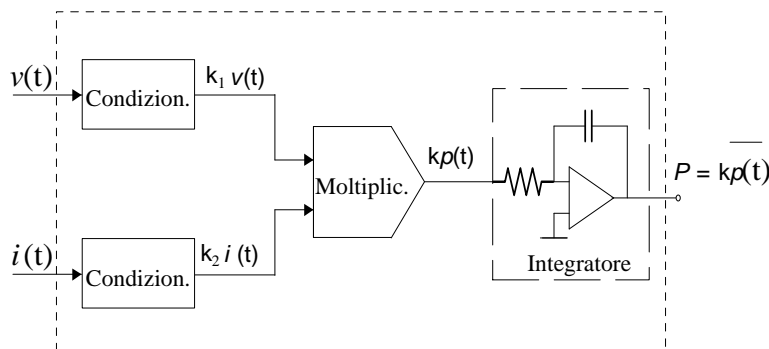 v(t)
Condizion.
k₁ v(t)
Moltiplic.
kp(t)
Integratore
P = kp(t)
i(t)
Condizion.
k₂ i (t)